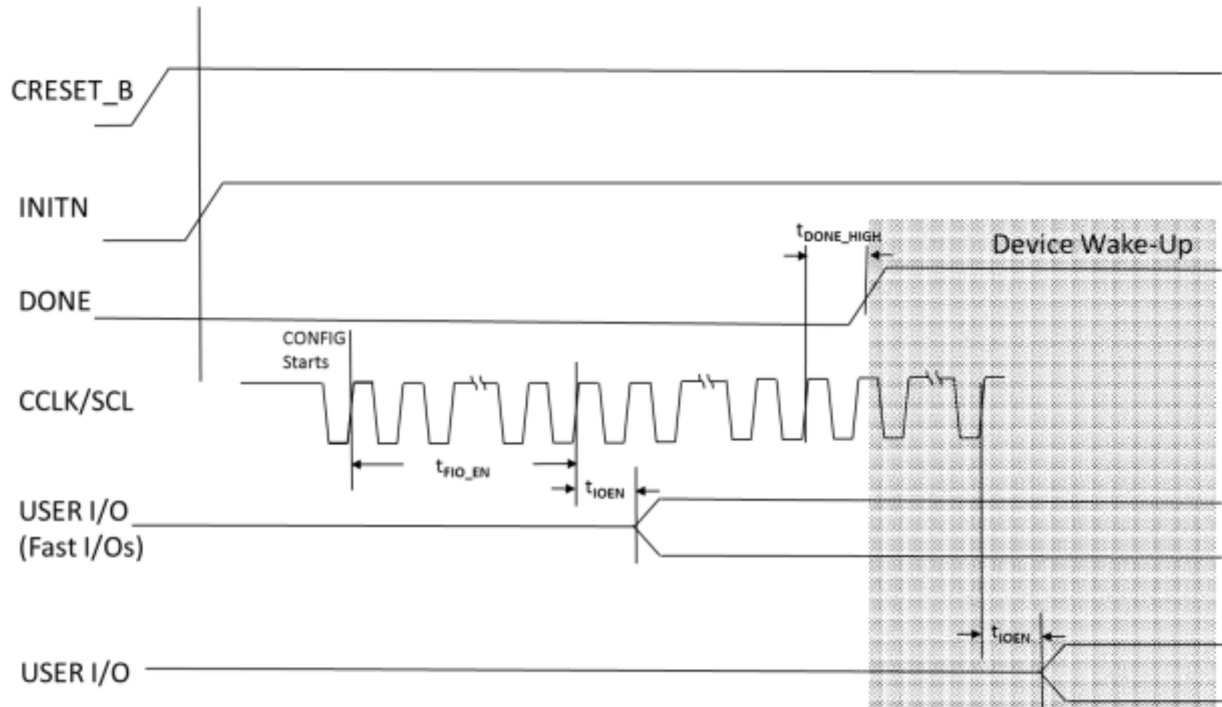 CRESET_B
INITN
tDONE_HIGH
Device Wake-Up
DONE
CONFIG
Starts
CCLK/SCL
tFIO_EN
tIOEN
USER I/O
(Fast I/Os)
tIOEN
USER I/O